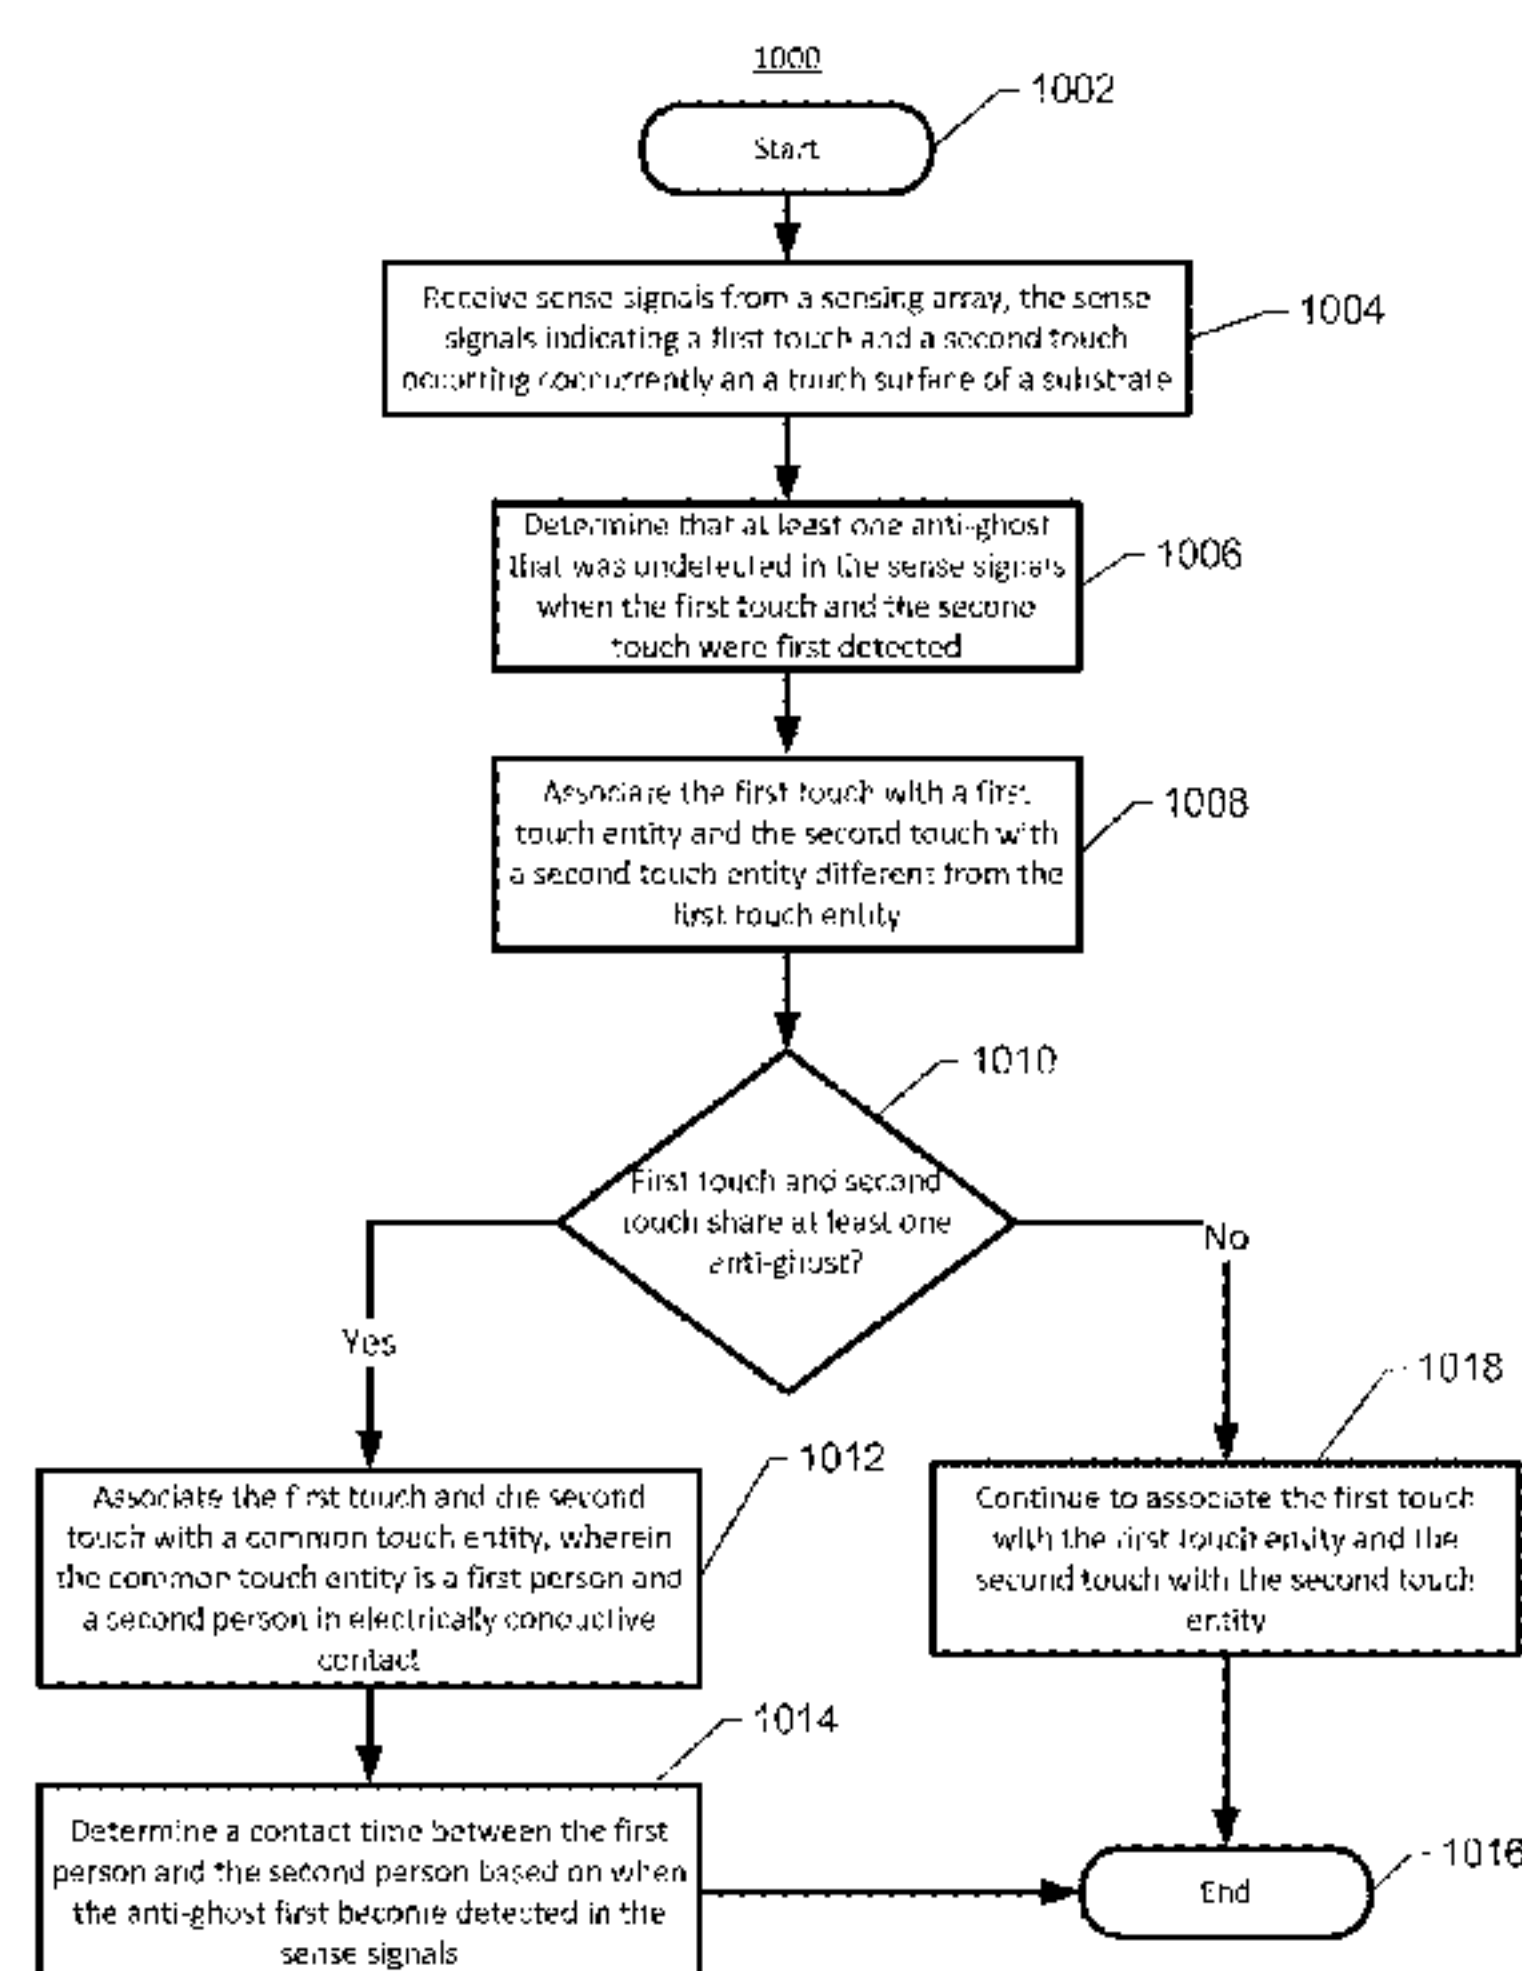 1000
1002
Start
1004
Receive sense signals from a sensing array, the sense
signals indicating a first touch and a second touch
occurring concurrently an a touch surface of a substrate
1006
Determine that at least one anti-ghost
that was undetected in the sense signals
when the first touch and the second
touch were first detected
1008
Associate the first touch with a first
touch entity and the second touch with
a second touch entity different from the
first touch entity
1010
First touch and second
touch share at least one
anti-ghost?
No
Yes
1018
1012
Associate the first touch and the second
touch with a common touch entity, wherein
the common touch entity is a first person and
a second person in electrically conductive
contact
Continue to associate the first touch
with the first touch entity and the
second touch with the second touch
entity
1014
Determine a contact time between the first
person and the second person based on when
the anti-ghost first become detected in the
sense signals
1016
End